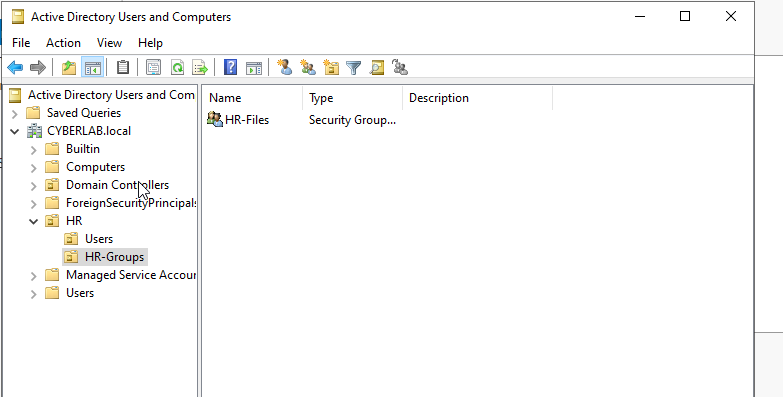 Active Directory Users and Computers
File Action View Help
Active Directory Users and Com
Name Type Description
Saved Queries
HR-Files Security Group...
CYBERLAB.local
Builtin
Computers
Domain Controllers
ForeignSecurityPrincipals
HR
Users
HR-Groups
Managed Service Accour
Users